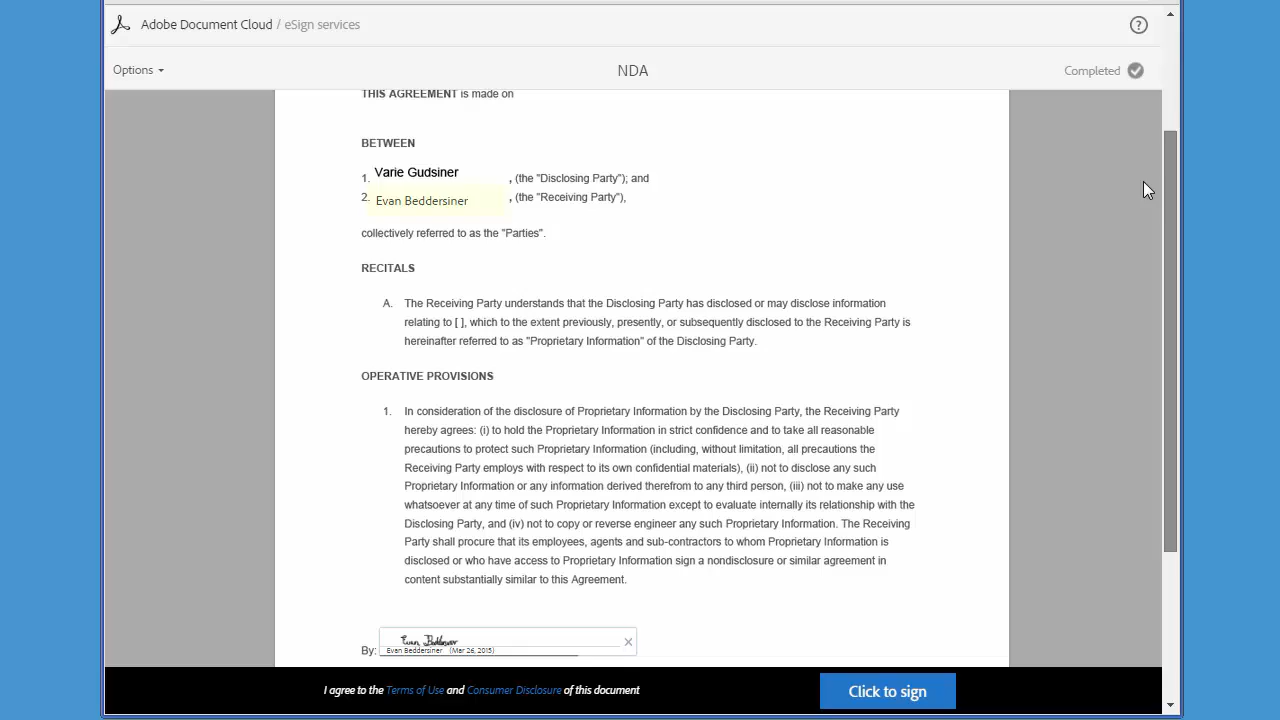 Adobe Document Cloud / eSign services
?
Options
NDA
Completed
THIS AGREEMENT is made on
BETWEEN
1. Varie Gudsiner , (the "Disclosing Party"); and
2. Evan Beddersiner , (the "Receiving Party"),
collectively referred to as the "Parties".
RECITALS
A. The Receiving Party understands that the Disclosing Party has disclosed or may disclose information
relating to [ ], which to the extent previously, presently, or subsequently disclosed to the Receiving Party is
hereinafter referred to as "Proprietary Information" of the Disclosing Party.
OPERATIVE PROVISIONS
1. In consideration of the disclosure of Proprietary Information by the Disclosing Party, the Receiving Party
hereby agrees: (i) to hold the Proprietary Information in strict confidence and to take all reasonable
precautions to protect such Proprietary Information (including, without limitation, all precautions the
Receiving Party employs with respect to its own confidential materials), (ii) not to disclose any such
Proprietary Information or any information derived therefrom to any third person, (iii) not to make any use
whatsoever at any time of such Proprietary Information except to evaluate internally its relationship with the
Disclosing Party, and (iv) not to copy or reverse engineer any such Proprietary Information. The Receiving
Party shall procure that its employees, agents and sub-contractors to whom Proprietary Information is
disclosed or who have access to Proprietary Information sign a nondisclosure or similar agreement in
content substantially similar to this Agreement.
Evan Beddersiner
By: Evan Beddersiner (Mar 26, 2015)
I agree to the Terms of Use and Consumer Disclosure of this document
Click to sign